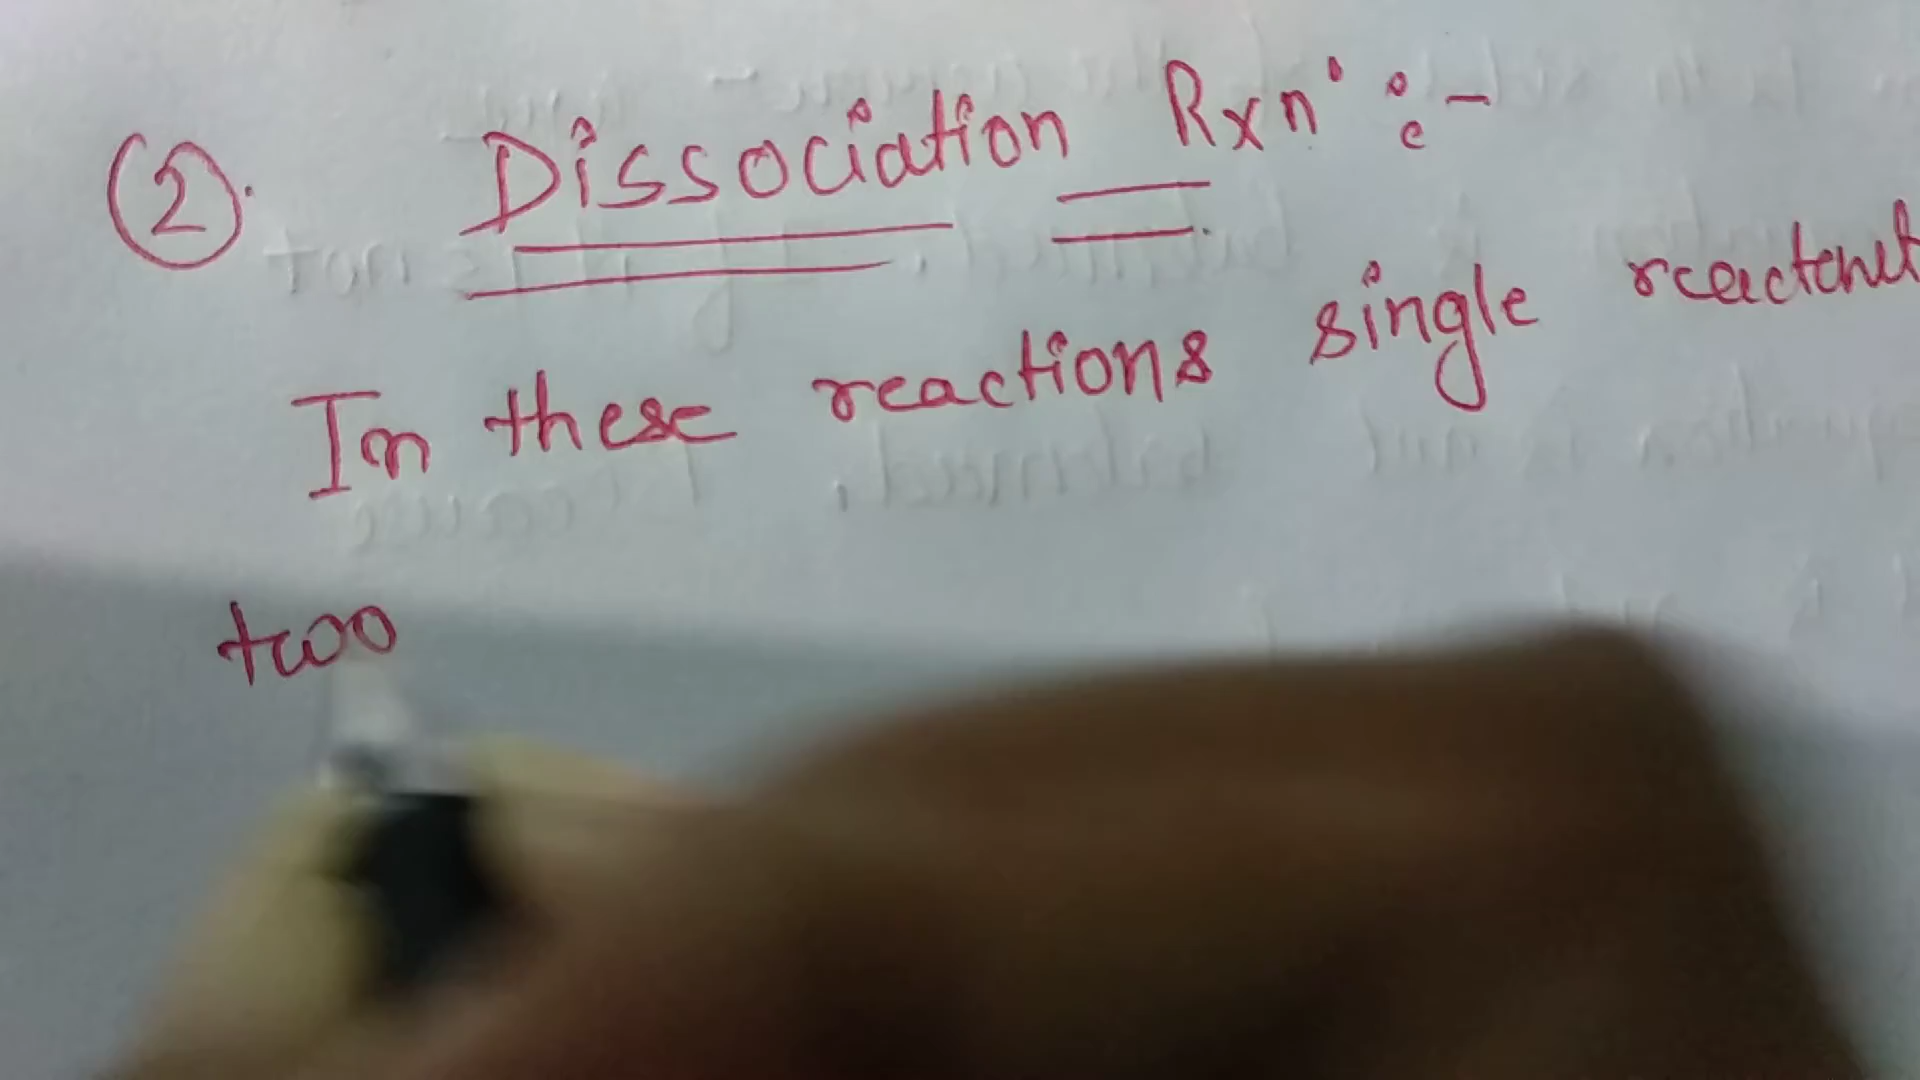 ② . Dissociation Rxn· :-
In these reactions single reactant
two